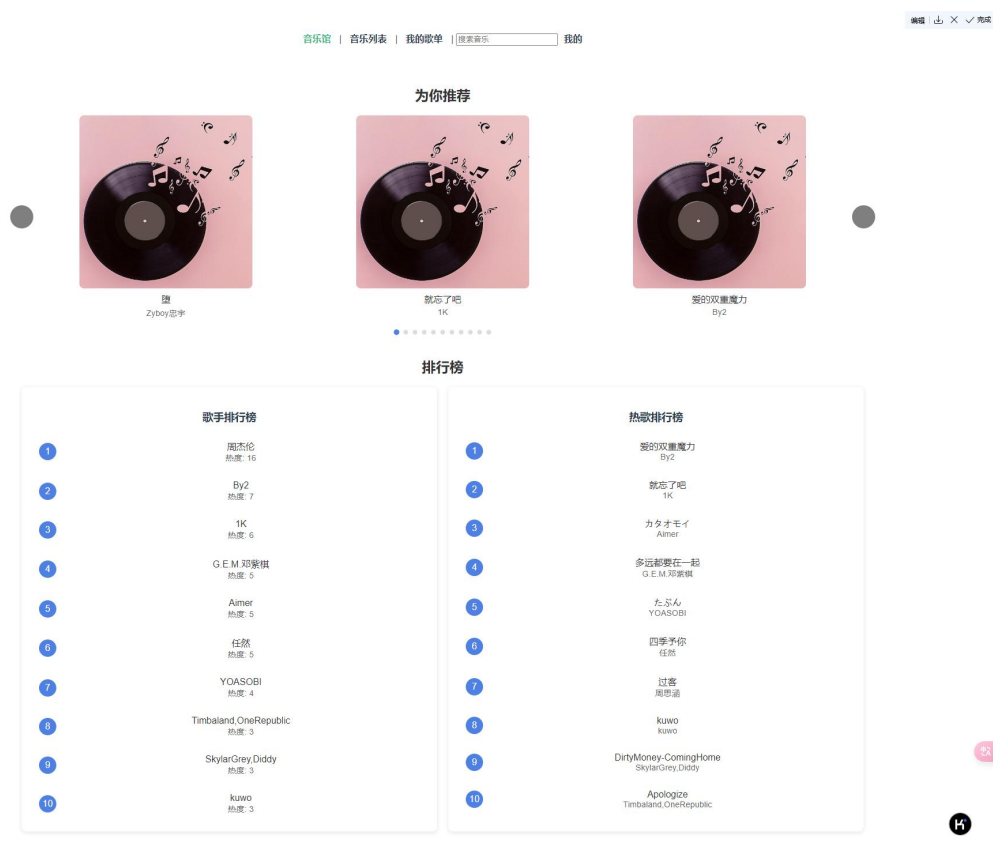 编辑 完成
音乐馆 | 音乐列表 | 我的歌单 | 搜索音乐 我的
为你推荐
堕
Zyboy忠宇
就忘了吧
1K
爱的双重魔力
By2
排行榜
歌手排行榜
1
周杰伦
热度: 16
2
By2
热度: 7
3
1K
热度: 6
4
G.E.M.邓紫棋
热度: 5
5
Aimer
热度: 5
6
任然
热度: 5
7
YOASOBI
热度: 4
8
Timbaland,OneRepublic
热度: 3
9
SkylarGrey,Diddy
热度: 3
10
kuwo
热度: 3
热歌排行榜
1
爱的双重魔力
By2
2
就忘了吧
1K
3
カタオモイ
Aimer
4
多远都要在一起
G.E.M.邓紫棋
5
たぶん
YOASOBI
6
四季予你
任然
7
过客
周思涵
8
kuwo
kuwo
9
DirtyMoney-ComingHome
SkylarGrey,Diddy
10
Apologize
Timbaland,OneRepublic